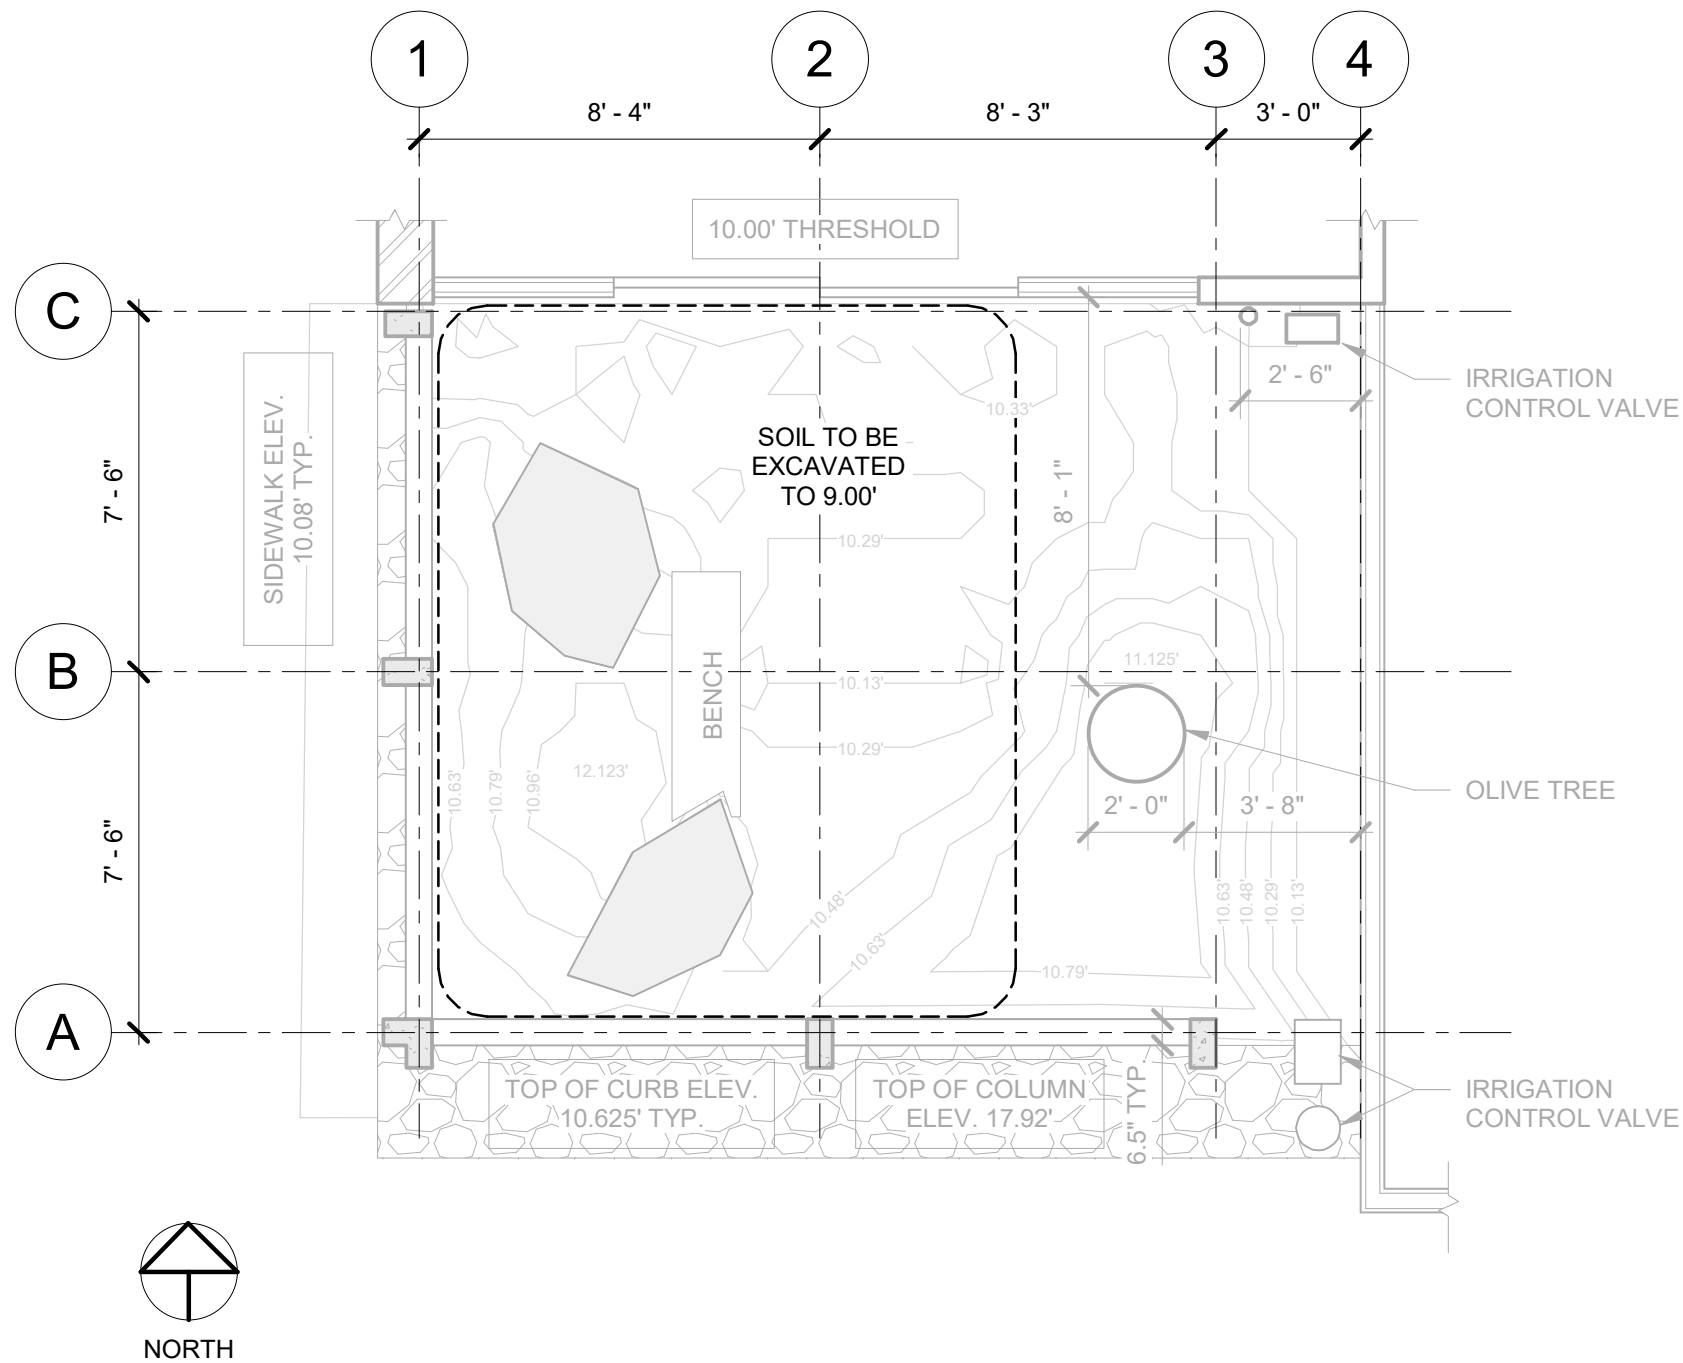 1
2
3
4
8' - 4"
8' - 3"
3' - 0"
10.00' THRESHOLD
C
2' - 6"
IRRIGATION
CONTROL VALVE
SIDEWALK ELEV.
10.08' TYP.
10.33'
SOIL TO BE
EXCAVATED
TO 9.00'
7' - 6"
8' - 1"
10.29'
B
BENCH
10.13'
11.125'
10.29'
12.123'
10.63'
10.79'
10.96'
OLIVE TREE
2' - 0"
3' - 8"
7' - 6"
10.48'
10.63'
10.63'
10.48'
10.29'
10.13'
10.79'
A
TOP OF CURB ELEV.
10.625' TYP.
TOP OF COLUMN
ELEV. 17.92'
6.5" TYP.
IRRIGATION
CONTROL VALVE
NORTH